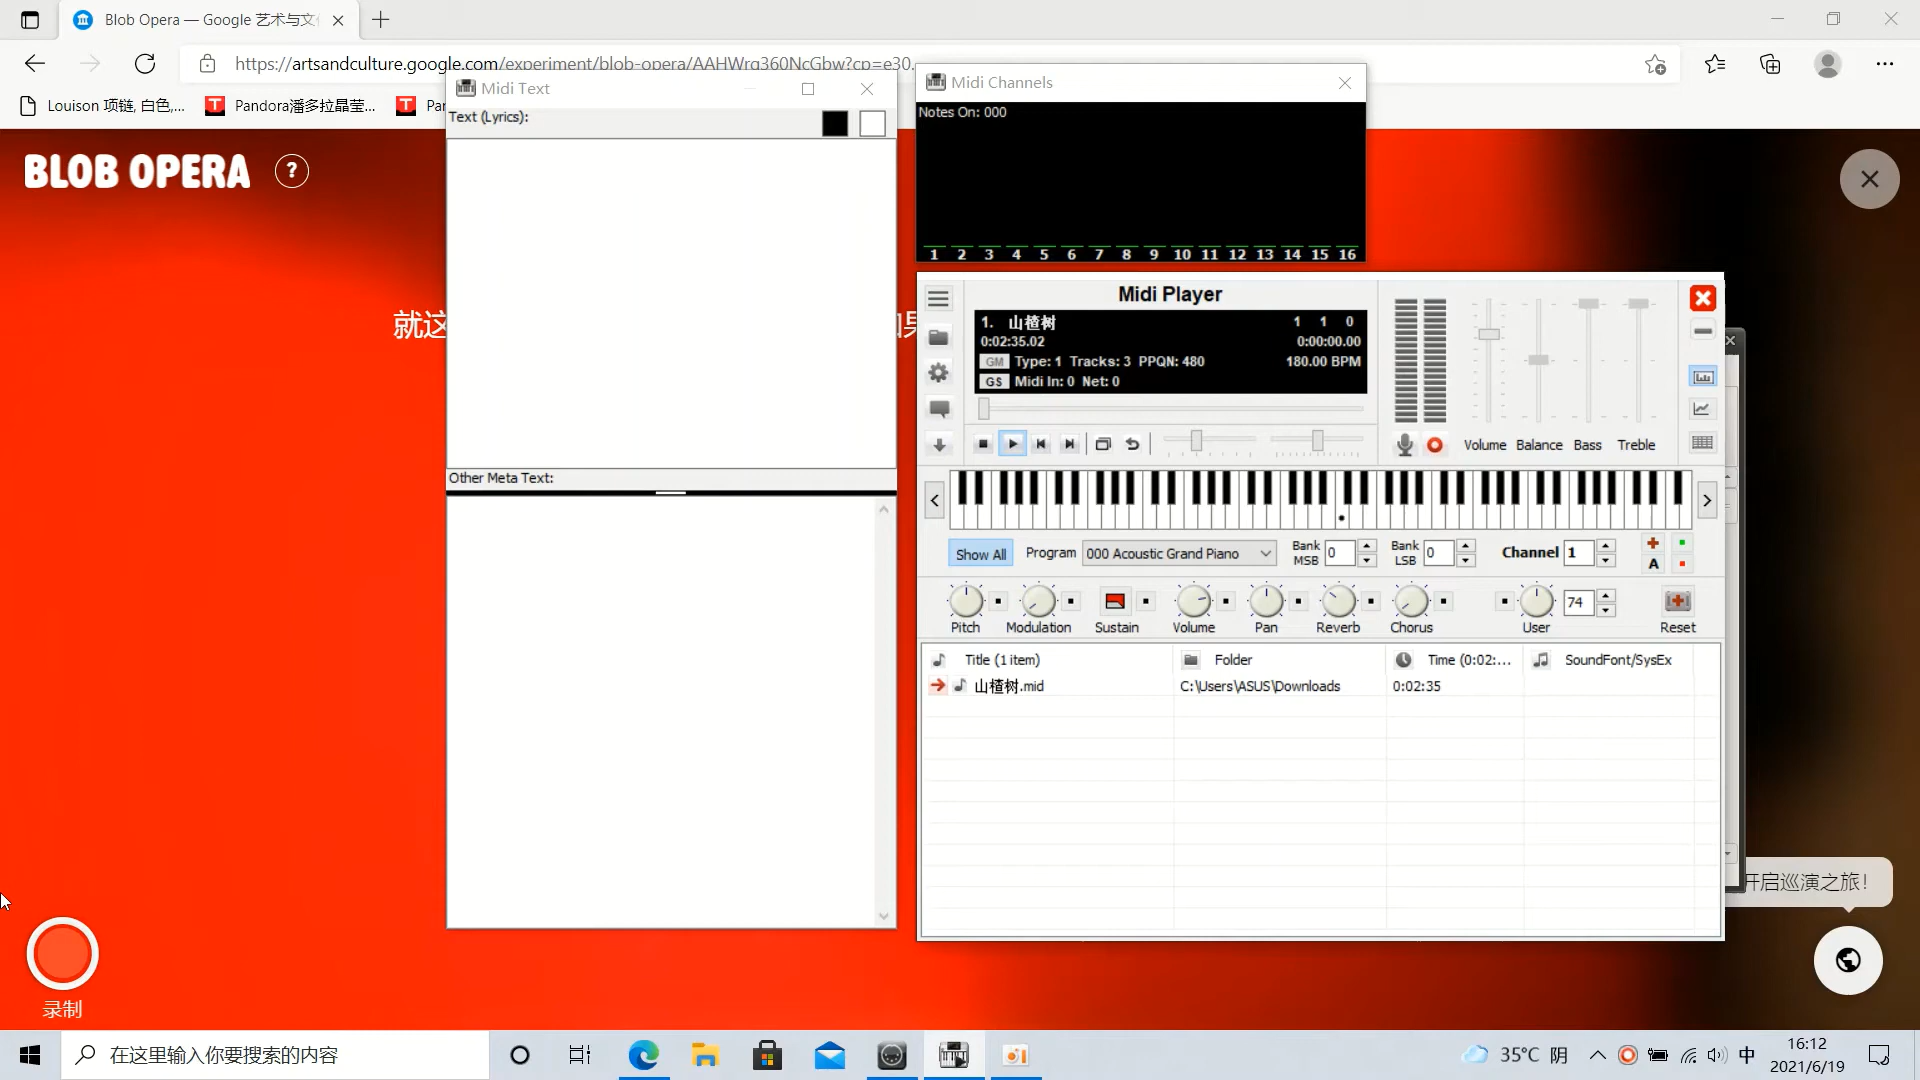 Blob Opera — Google 艺术与文
https://artsandculture.google.com/experiment/blob-opera/AAHWrq360NcGbw?cp=e30.
Louison 项链, 白色,... Pandora潘多拉晶莹...
Midi Text
Text (Lyrics):
Other Meta Text:
Midi Channels
Notes On: 000
1 2 3 4 5 6 7 8 9 10 11 12 13 14 15 16
BLOB OPERA ?
就这
Midi Player
1. 山楂树 1 1 0
0:02:35.02 0:00:00.00
GM Type: 1 Tracks: 3 PPQN: 480 180.00 BPM
GS Midi In: 0 Net: 0
Volume Balance Bass Treble
Show All Program 000 Acoustic Grand Piano Bank MSB 0 Bank LSB 0 Channel 1 A
Pitch Modulation Sustain Volume Pan Reverb Chorus User 74 Reset
Title (1 item) Folder Time (0:02:... SoundFont/SysEx
山楂树.mid C:\Users\ASUS\Downloads 0:02:35
开启巡演之旅!
录制
在这里输入你要搜索的内容
35°C 阴 中 16:12
2021/6/19